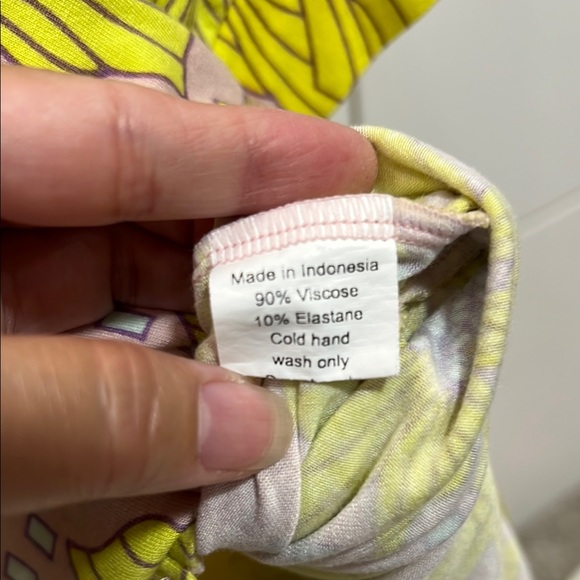 Made in Indonesia
90% Viscose
10% Elastane
Cold hand
wash only